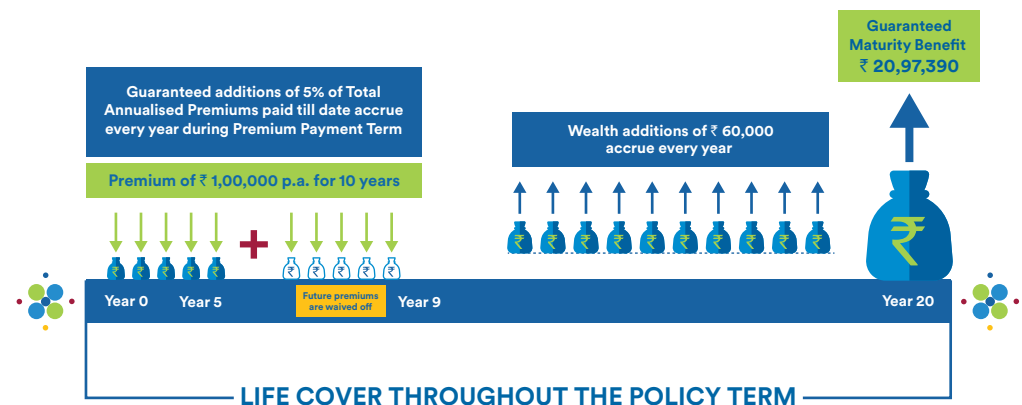 Guaranteed
Maturity Benefit
₹ 20,97,390
Guaranteed additions of 5% of Total
Annualised Premiums paid till date accrue
every year during Premium Payment Term
Premium of ₹ 1,00,000 p.a. for 10 years
Wealth additions of ₹ 60,000
accrue every year
+
₹ ₹ ₹ ₹ ₹ ₹ ₹ ₹ ₹ ₹
₹ ₹ ₹ ₹ ₹ ₹ ₹ ₹ ₹ ₹
₹
Year 0
Year 5
Future premiums
are waived off
Year 9
Year 20
LIFE COVER THROUGHOUT THE POLICY TERM